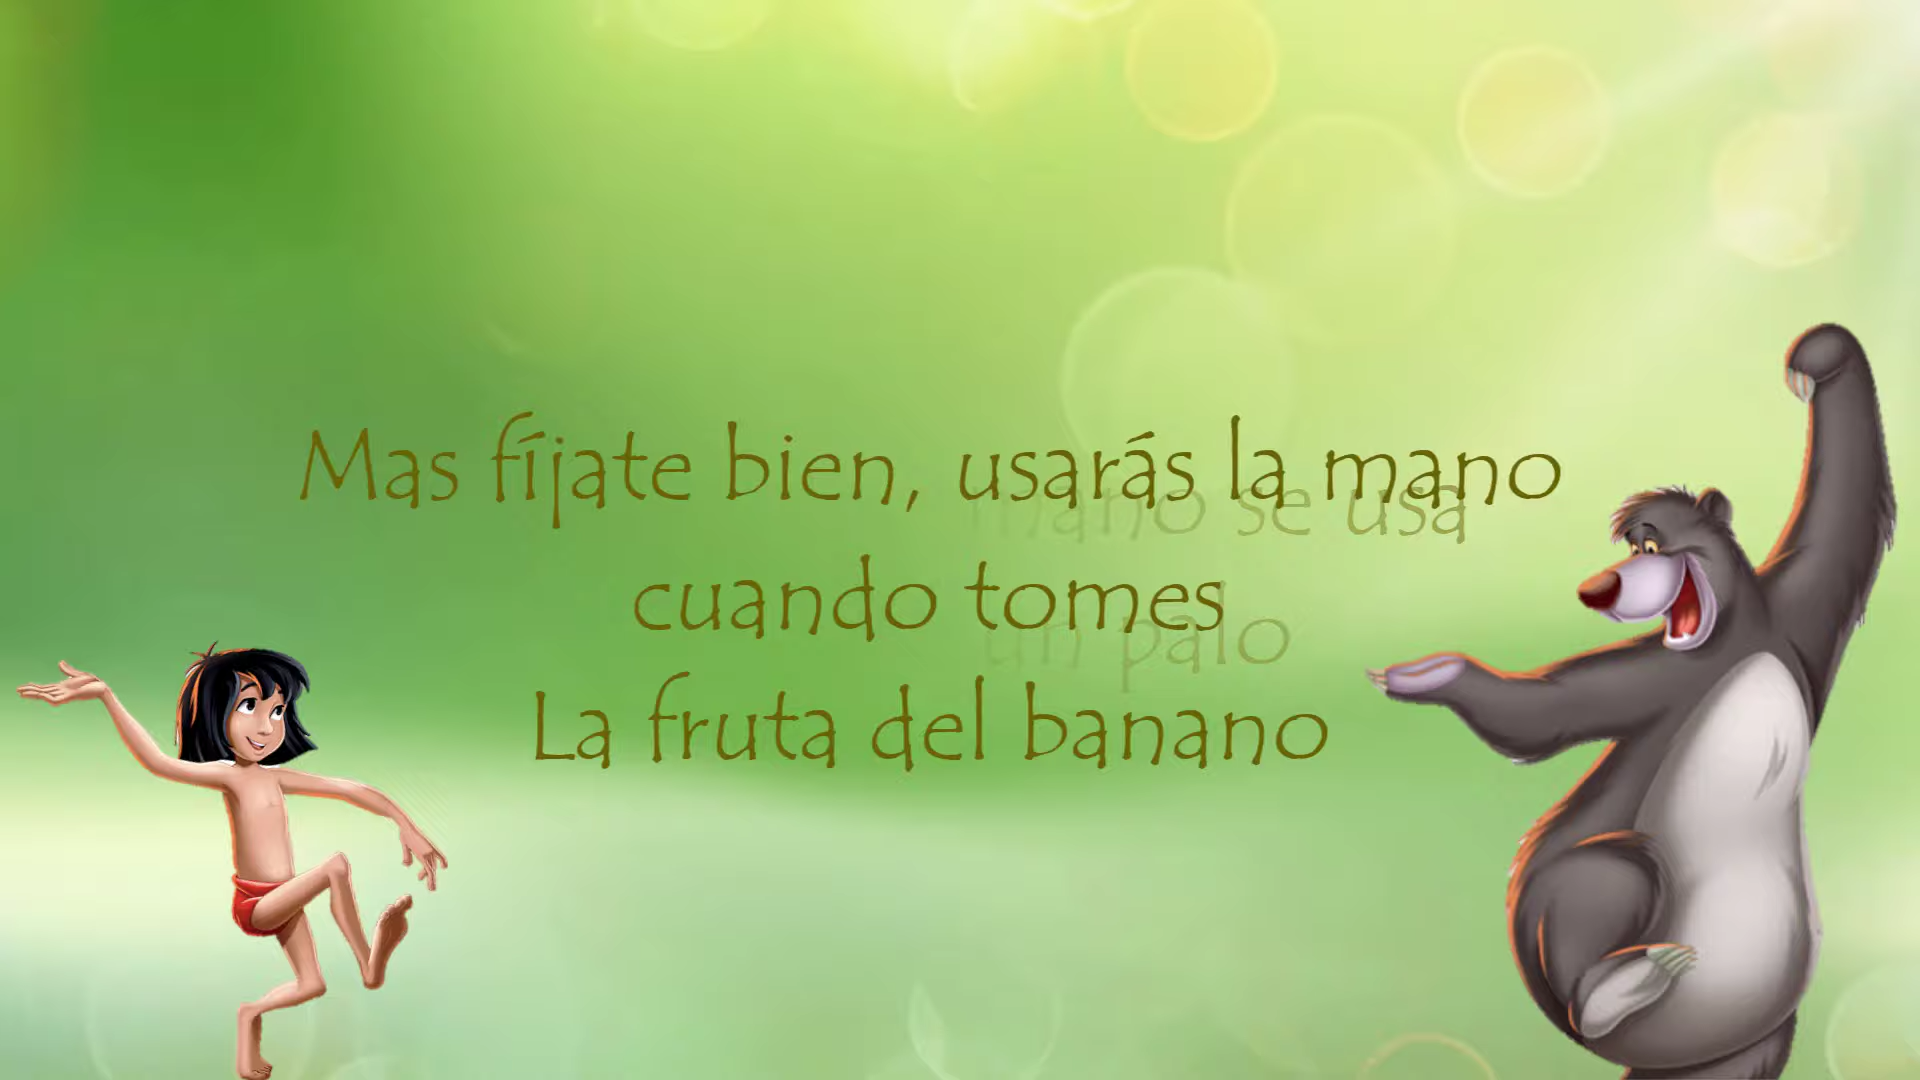 Mas fíjate bien, usarás la mano
mano se usa
cuando tomes
un palo
La fruta del banano